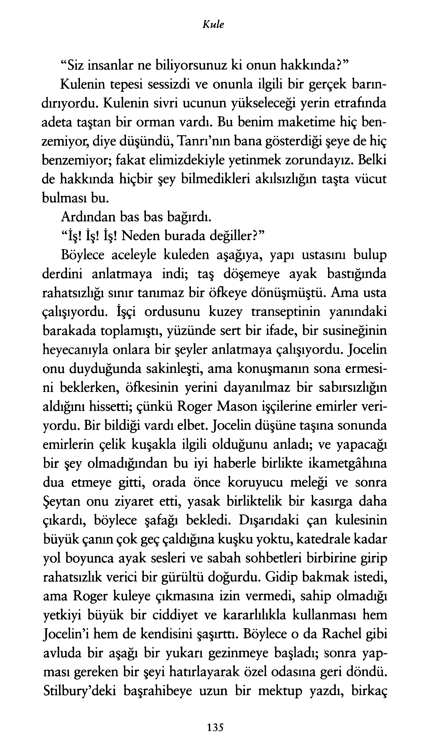 Kule
“Siz insanlar ne biliyorsunuz ki onun hakkında?”
Kulenin tepesi sessizdi ve onunla ilgili bir gerçek barın-
dırıyordu. Kulenin sivri ucunun yükseleceği yerin etrafında
adeta taştan bir orman vardı. Bu benim maketime hiç ben-
zemiyor, diye düşündü, Tanrı’nın bana gösterdiği şeye de hiç
benzemiyor; fakat elimizdekiyle yetinmek zorundayız. Belki
de hakkında hiçbir şey bilmedikleri akılsızlığın taşta vücut
bulması bu.
Ardından bas bas bağırdı.
“İş! İş! İş! Neden burada değiller?”
Böylece aceleyle kuleden aşağıya, yapı ustasını bulup
derdini anlatmaya indi; taş döşemeye ayak bastığında
rahatsızlığı sınır tanımaz bir öfkeye dönüşmüştü. Ama usta
çalışıyordu. İşçi ordusunu kuzey transeptinin yanındaki
barakada toplamıştı, yüzünde sert bir ifade, bir susineğinin
heyecanıyla onlara bir şeyler anlatmaya çalışıyordu. Jocelin
onu duyduğunda sakinleşti, ama konuşmanın sona ermesi-
ni beklerken, öfkesinin yerini dayanılmaz bir sabırsızlığın
aldığını hissetti; çünkü Roger Mason işçilerine emirler veri-
yordu. Bir bildiği vardı elbet. Jocelin düşüne taşına sonunda
emirlerin çelik kuşakla ilgili olduğunu anladı; ve yapacağı
bir şey olmadığından bu iyi haberle birlikte ikametgâhına
dua etmeye gitti, orada önce koruyucu meleği ve sonra
Şeytan onu ziyaret etti, yasak birliktelik bir kasırga daha
çıkardı, böylece şafağı bekledi. Dışarıdaki çan kulesinin
büyük çanın çok geç çaldığına kuşku yoktu, katedrale kadar
yol boyunca ayak sesleri ve sabah sohbetleri birbirine girip
rahatsızlık verici bir gürültü doğurdu. Gidip bakmak istedi,
ama Roger kuleye çıkmasına izin vermedi, sahip olmadığı
yetkiyi büyük bir ciddiyet ve kararlılıkla kullanması hem
Jocelin’i hem de kendisini şaşırttı. Böylece o da Rachel gibi
avluda bir aşağı bir yukarı gezinmeye başladı; sonra yap-
ması gereken bir şeyi hatırlayarak özel odasına geri döndü.
Stilbury’deki başrahibeye uzun bir mektup yazdı, birkaç
135